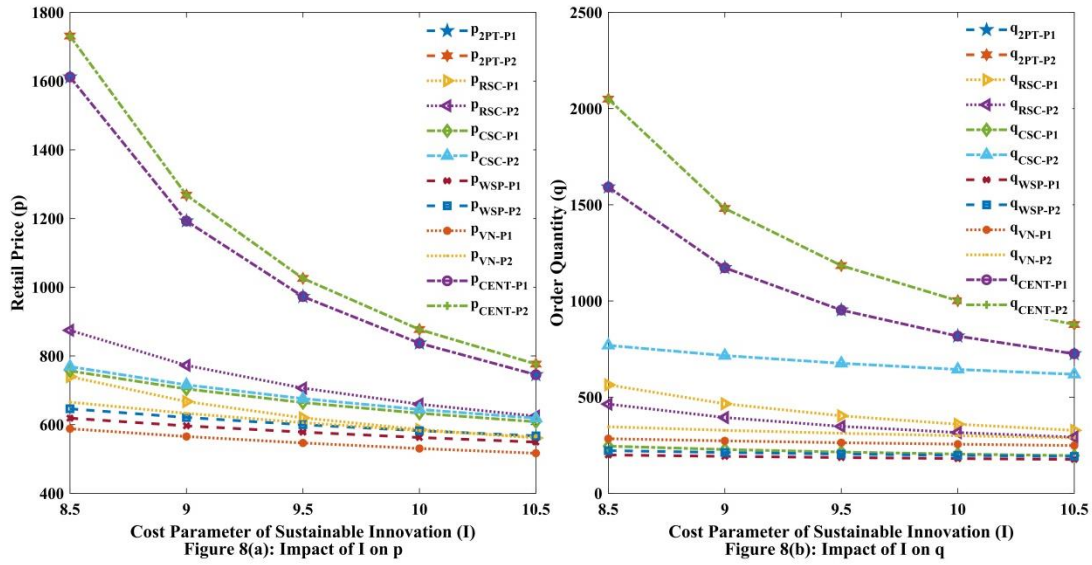 1800
1600
1400
1200
1000
800
600
400
Retail Price (p)
p2PT-P1
p2PT-P2
pRSC-P1
pRSC-P2
pCSC-P1
pCSC-P2
pWSP-P1
pWSP-P2
pVN-P1
pVN-P2
pCENT-P1
pCENT-P2
8.5 9 9.5 10 10.5
Cost Parameter of Sustainable Innovation (I)
Figure 8(a): Impact of I on p
2500
2000
1500
1000
500
0
Order Quantity (q)
q2PT-P1
q2PT-P2
qRSC-P1
qRSC-P2
qCSC-P1
qCSC-P2
qWSP-P1
qWSP-P2
qVN-P1
qVN-P2
qCENT-P1
qCENT-P2
8.5 9 9.5 10 10.5
Cost Parameter of Sustainable Innovation (I)
Figure 8(b): Impact of I on q